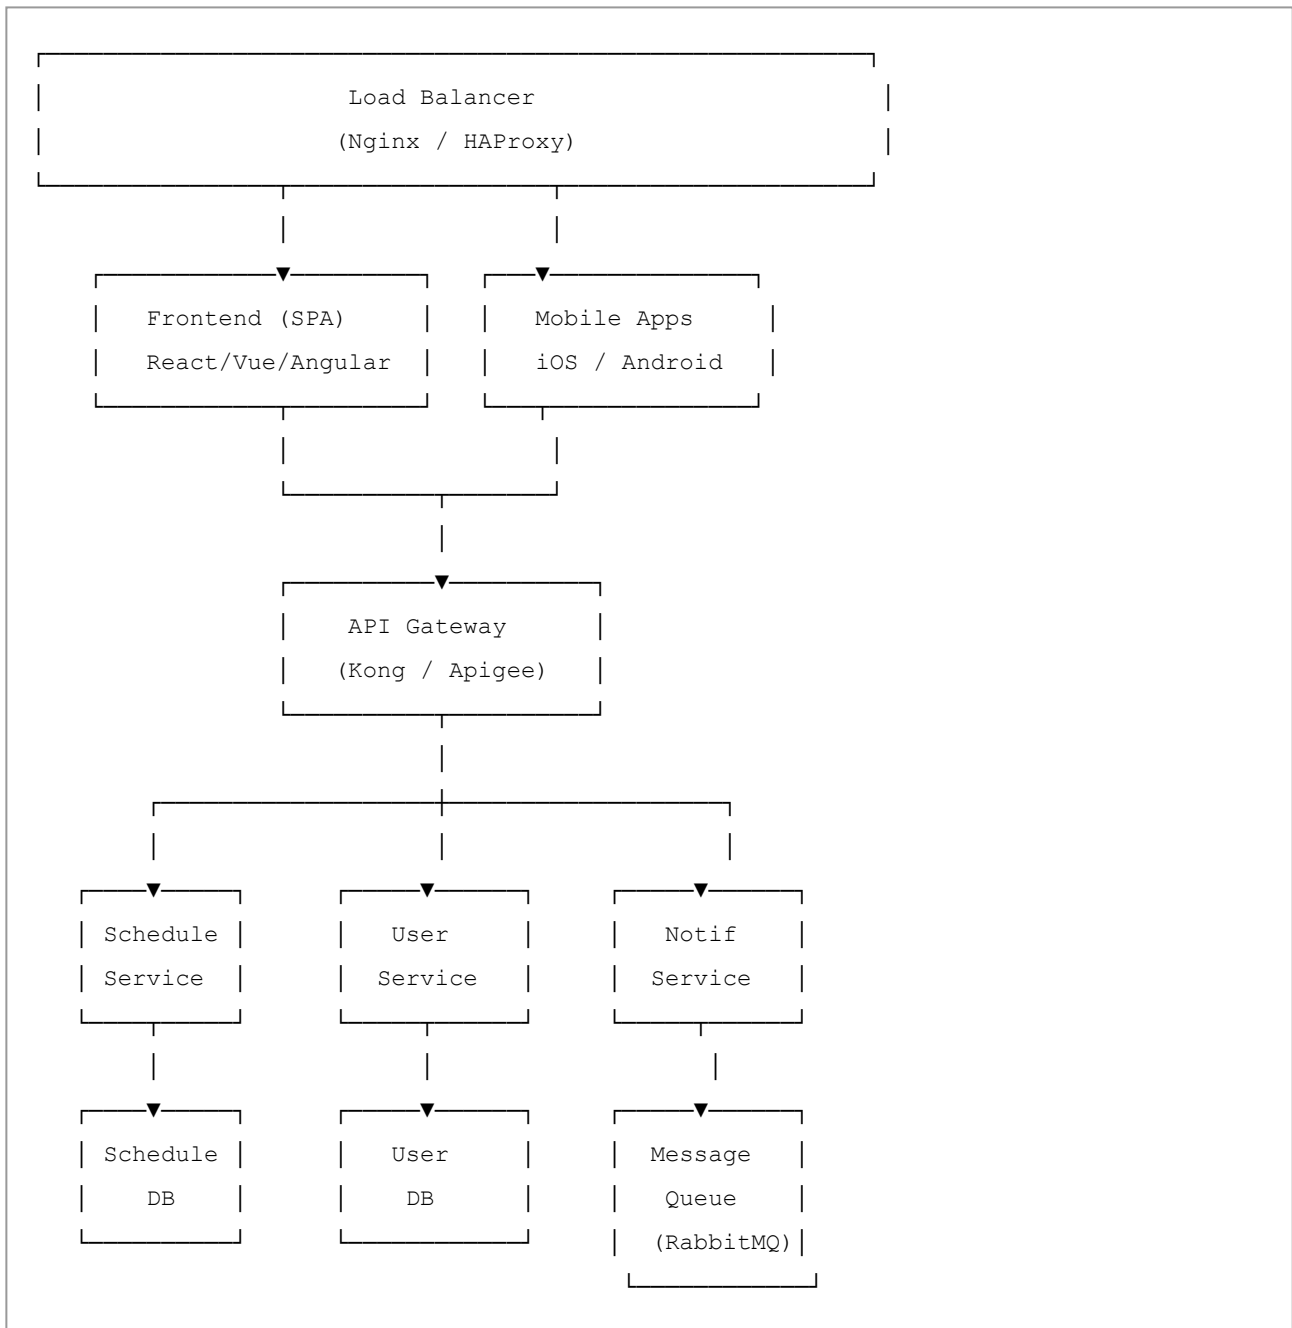 Load Balancer
(Nginx / HAProxy)
Frontend (SPA) Mobile Apps
React/Vue/Angular iOS / Android
API Gateway
(Kong / Apigee)
Schedule User Notif
Service Service Service
Schedule User Message
DB DB Queue
(RabbitMQ)